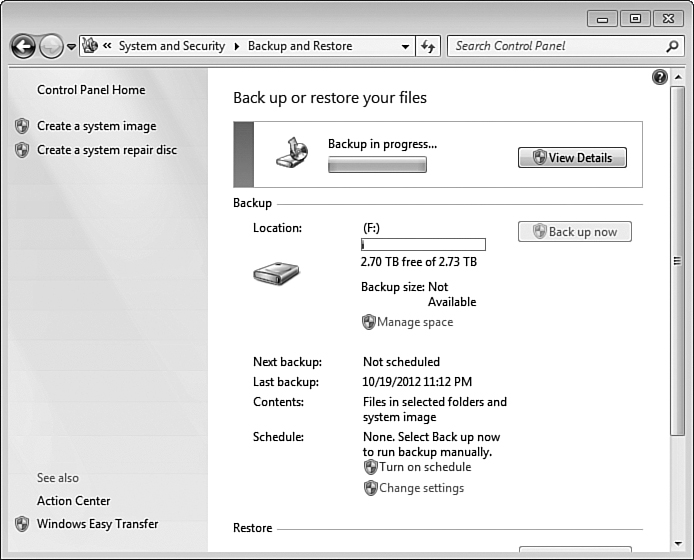 « System and Security ▸ Backup and Restore
Search Control Panel
Control Panel Home
Create a system image
Create a system repair disc
See also
Action Center
Windows Easy Transfer
?
Back up or restore your files
Backup in progress...
View Details
Backup
Location:
(F:)
Back up now
2.70 TB free of 2.73 TB
Backup size: Not
Available
Manage space
Next backup: Not scheduled
Last backup: 10/19/2012 11:12 PM
Contents: Files in selected folders and
system image
Schedule: None. Select Back up now
to run backup manually.
Turn on schedule
Change settings
Restore